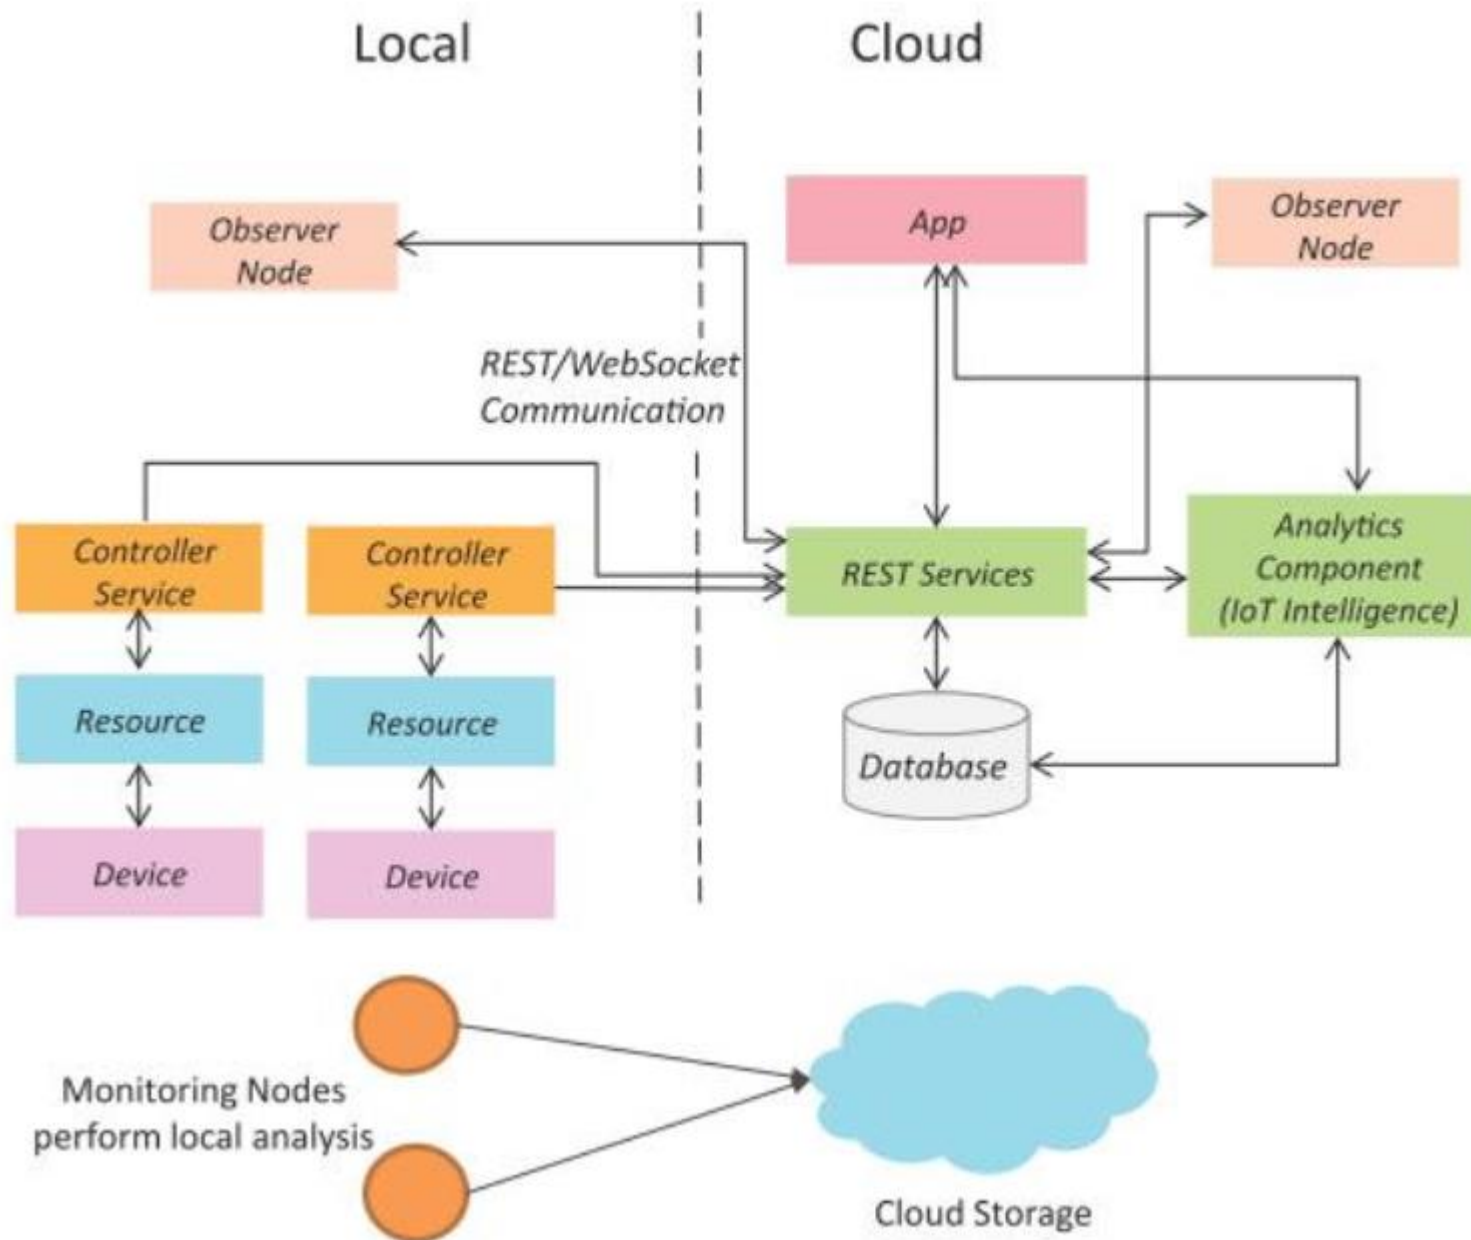 Local
Cloud
Observer
Node
App
Observer
Node
REST/WebSocket
Communication
Controller
Service
Controller
Service
REST Services
Analytics
Component
(IoT Intelligence)
Resource
Resource
Database
Device
Device
Monitoring Nodes
perform local analysis
Cloud Storage